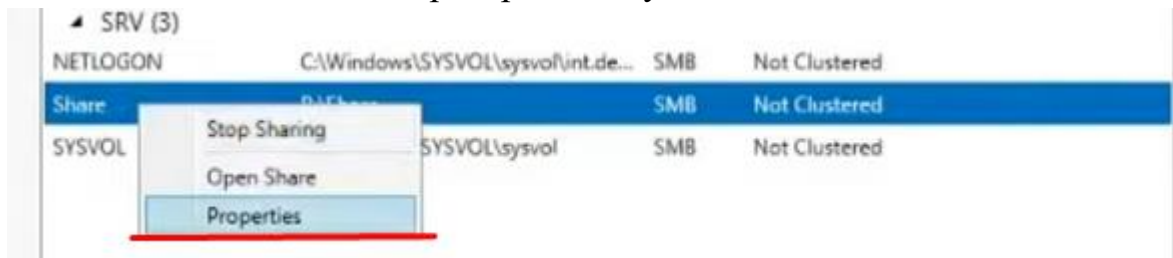 SRV (3)
NETLOGON C:\Windows\SYSVOL\sysvol\int.de... SMB Not Clustered
Share SMB Not Clustered
Stop Sharing
SYSVOL SYSVOL\sysvol SMB Not Clustered
Open Share
Properties